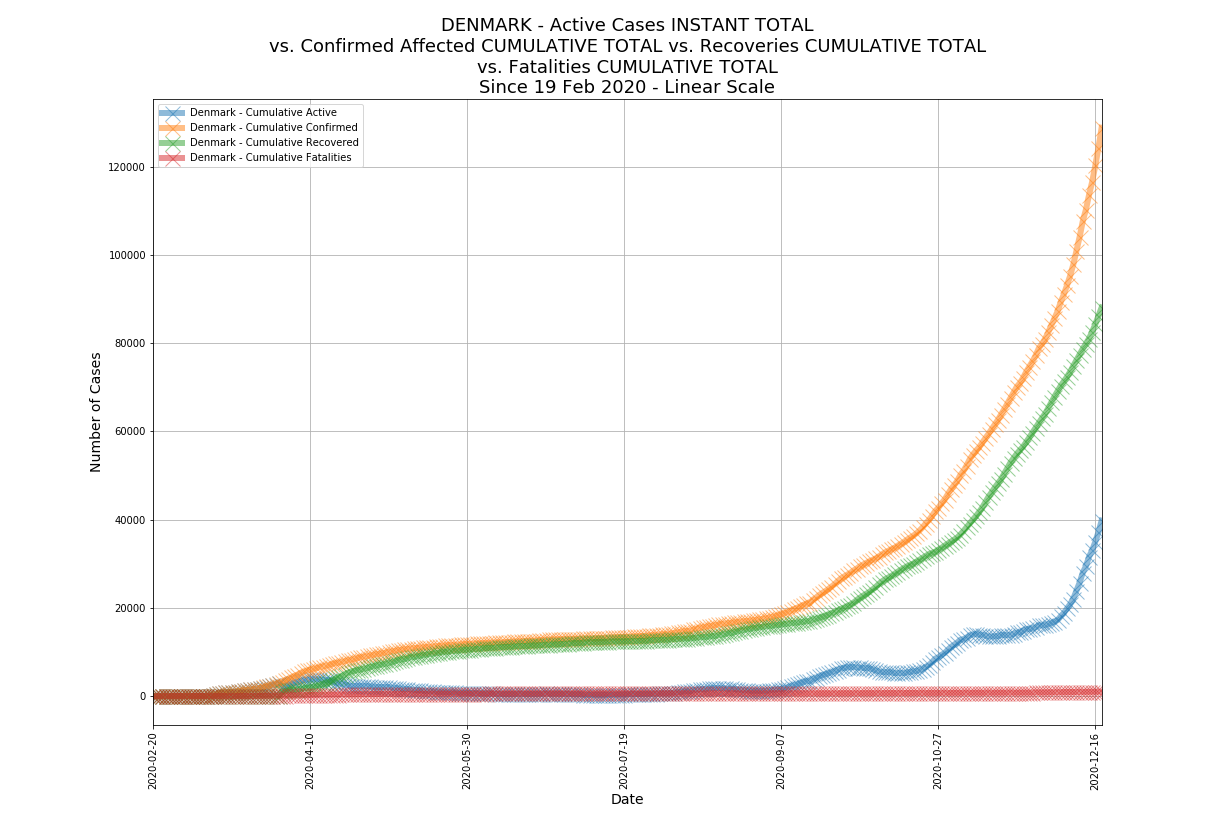 DENMARK - Active Cases INSTANT TOTAL
vs. Confirmed Affected CUMULATIVE TOTAL vs. Recoveries CUMULATIVE TOTAL
vs. Fatalities CUMULATIVE TOTAL
Since 19 Feb 2020 - Linear Scale
Denmark - Cumulative Active
Denmark - Cumulative Confirmed
Denmark - Cumulative Recovered
Denmark - Cumulative Fatalities
120000
100000
80000
60000
40000
20000
0
Number of Cases
2020-02-20
2020-04-10
2020-05-30
2020-07-19
2020-09-07
2020-10-27
2020-12-16
Date